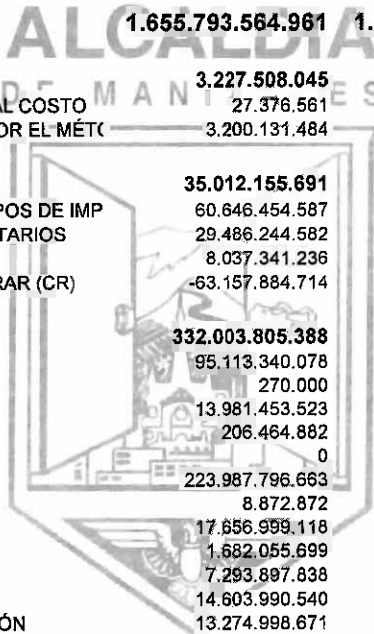 ALCALDIA
1.655.793.564.961 1.
DE MANI ES
3.227.508.045
AL COSTO 27.376.561
OR EL MÉT( 3.200.131.484
35.012.155.691
POS DE IMP 60.646.454.587
TARIOS 29.486.244.582
8.037.341.236
RAR (CR) -63.157.884.714
332.003.805.388
95.113.340.078
270.000
13.981.453.523
206.464.882
0
223.987.796.663
8.872.872
17.656.999.118
1.682.055.699
7.293.897.838
14.603.990.540
ÓN 13.274.998.671